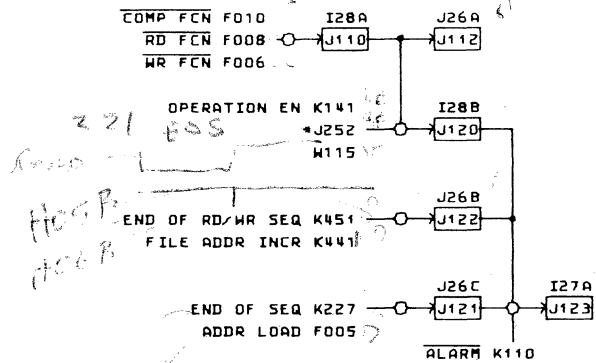 COMP FCN F010 I28A J26A
RD FCN F008 J110 J112
WR FCN F006
OPERATION EN K141 I28B
221 EOS *J252 J120
W115
J26B
END OF RD/WR SEQ K451 J122
FILE ADDR INCR K441
J26C I27A
END OF SEQ K227 J121 J123
ADDR LOAD F005
ALARM K110